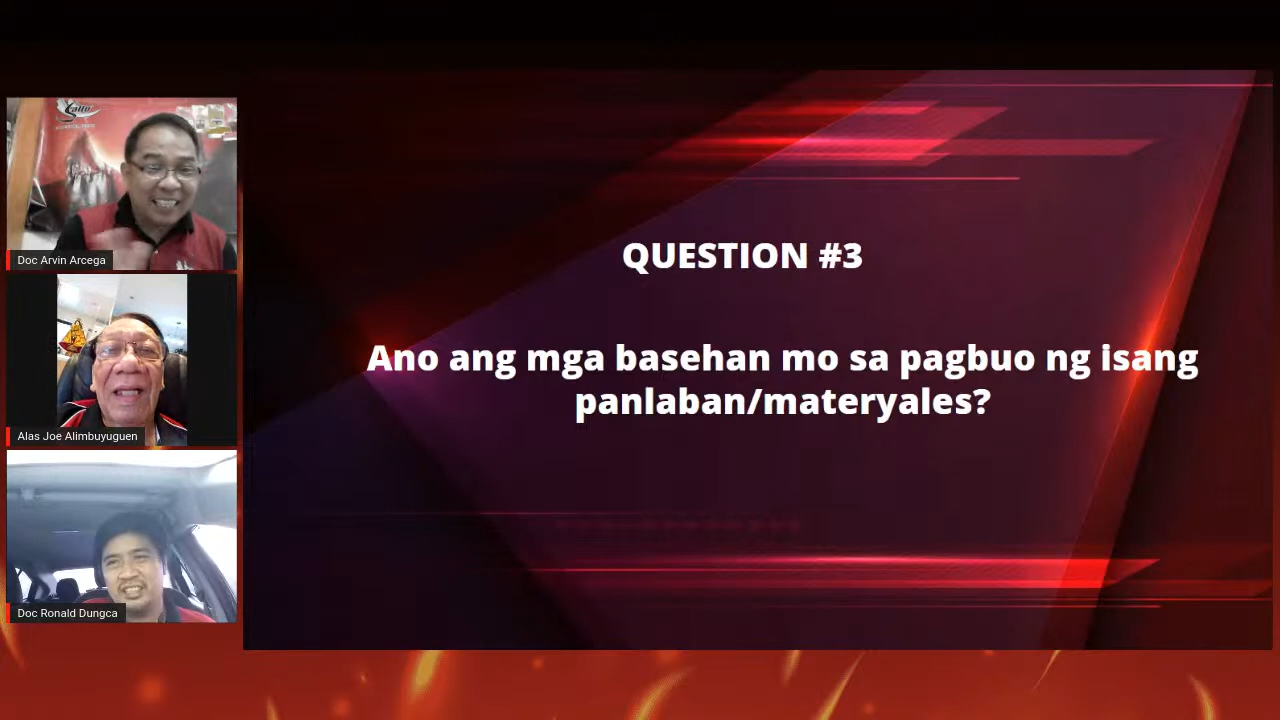 Doc Arvin Arcega
Alas Joe Alimbuyuguen
Doc Ronald Dungca
QUESTION #3
Ano ang mga basehan mo sa pagbuo ng isang
panlaban/materyales?